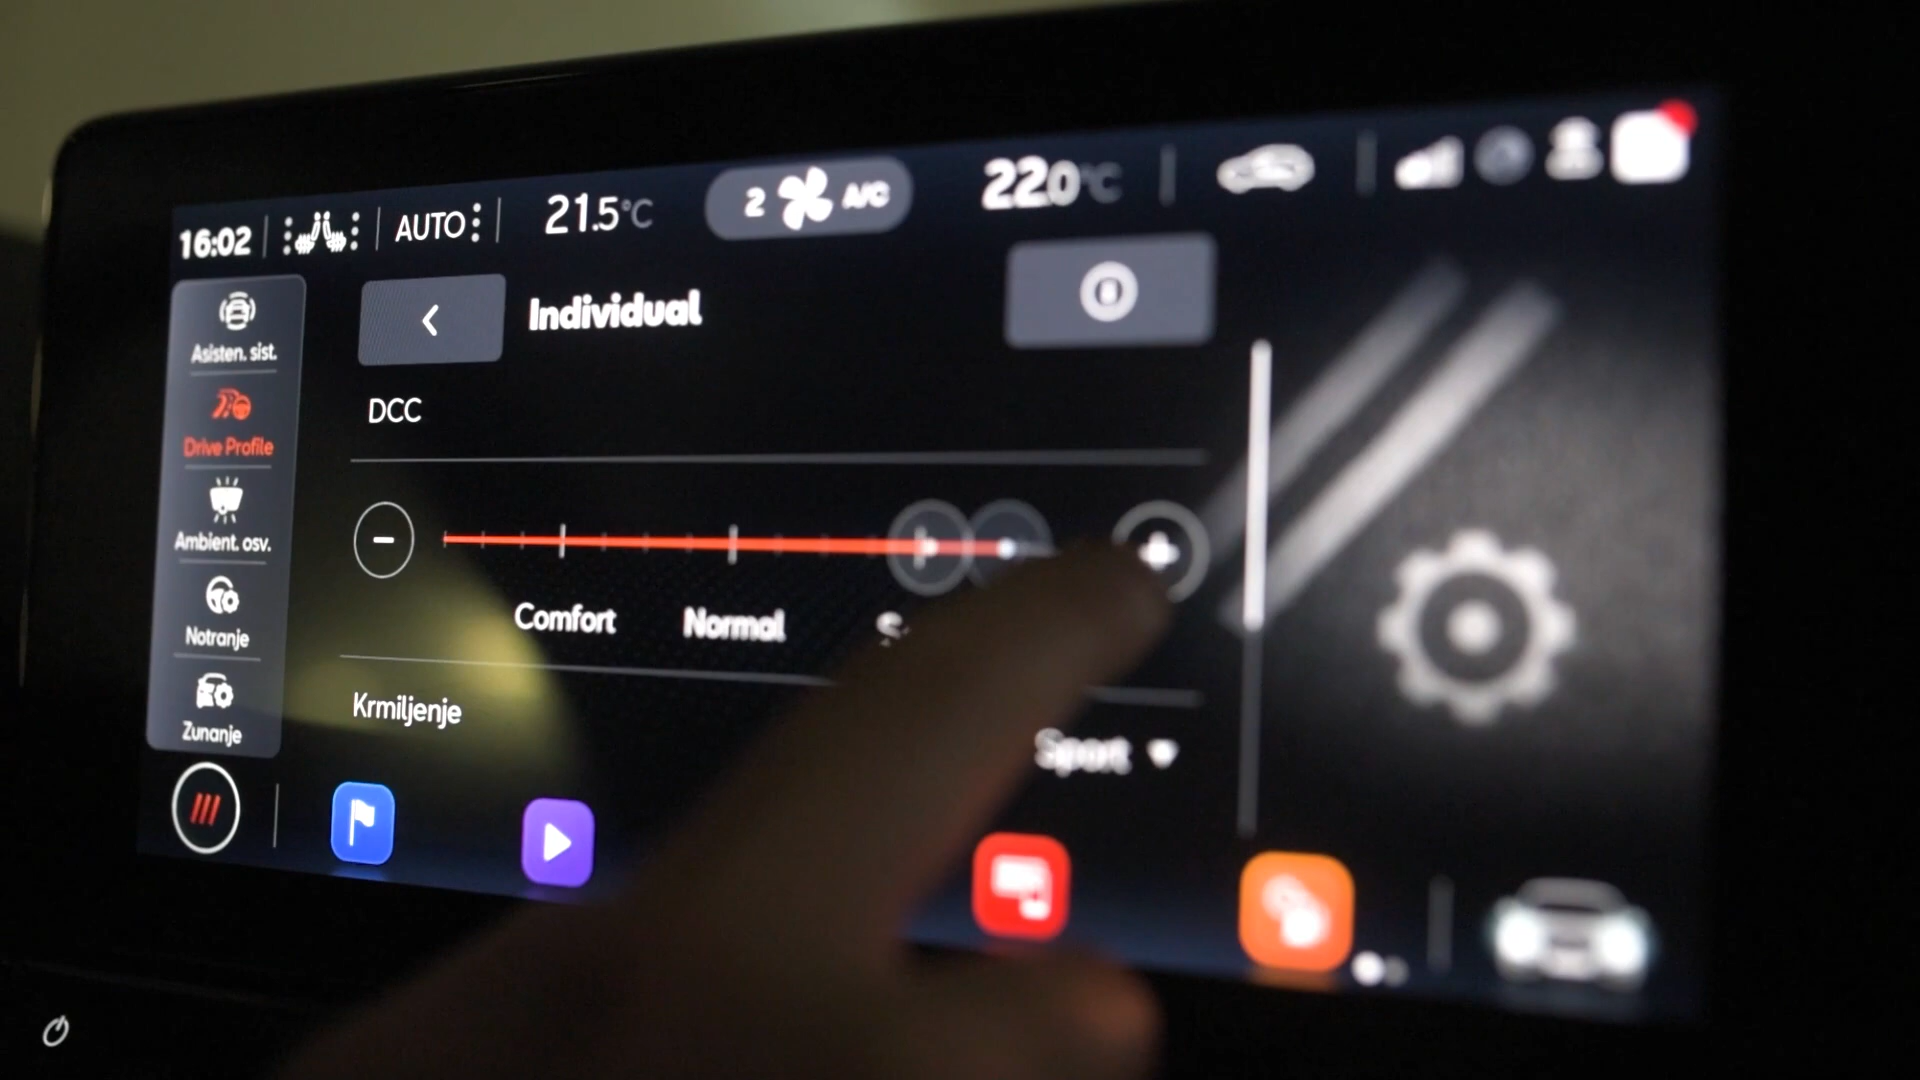 16:02 AUTO 21.5°C 2 A/C 22.0°C
Asisten. sist.
Drive Profile
Ambient. osv.
Notranje
Zunanje
Individual
DCC
Comfort Normal
Krmiljenje Sport